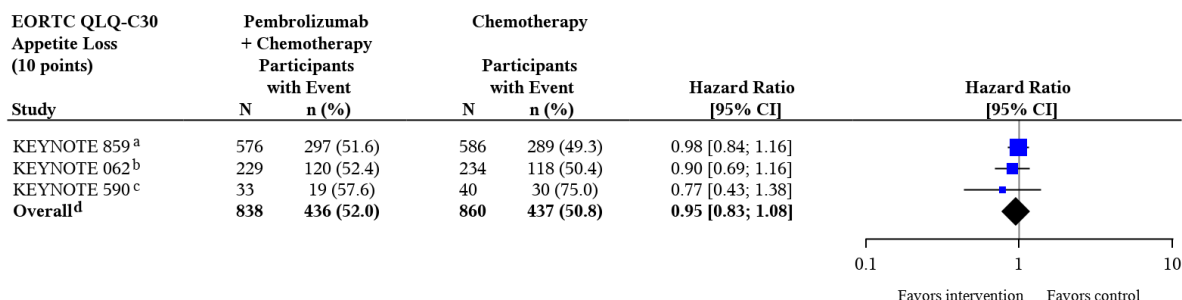 EORTC QLQ-C30 Pembrolizumab Chemotherapy
Appetite Loss + Chemotherapy
(10 points) Participants Participants
with Event with Event Hazard Ratio Hazard Ratio
Study N n (%) N n (%) [95% CI] [95% CI]
KEYNOTE 859 a 576 297 (51.6) 586 289 (49.3) 0.98 [0.84; 1.16]
KEYNOTE 062 b 229 120 (52.4) 234 118 (50.4) 0.90 [0.69; 1.16]
KEYNOTE 590 c 33 19 (57.6) 40 30 (75.0) 0.77 [0.43; 1.38]
Overall d 838 436 (52.0) 860 437 (50.8) 0.95 [0.83; 1.08]
0.1 1 10
Favors intervention Favors control